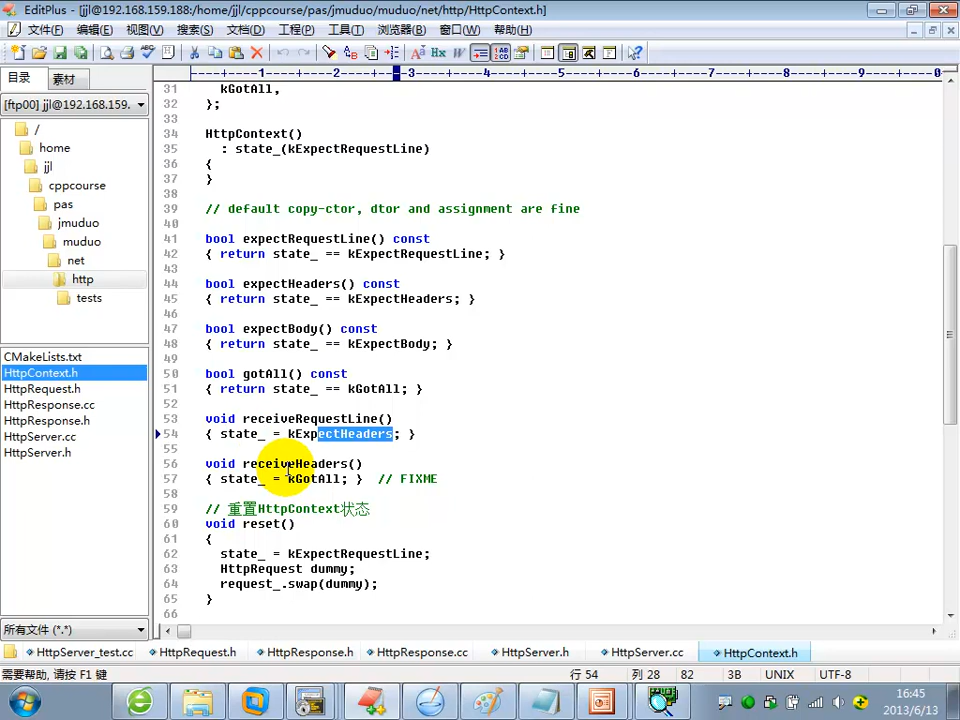 EditPlus - [jjl@192.168.159.188:/home/jjl/cppcourse/pas/jmuduo/muduo/net/http/HttpContext.h]
文件(F) 编辑(E) 视图(V) 搜索(S) 文档(D) 工程(P) 工具(T) 浏览器(B) 窗口(W) 帮助(H)
目录 素材
----+----1----+----2----+----3----+----4----+----5----+----6----+----7----+----8----+----9----+----0
[ftp00] jjl@192.168.159.
/
home
jjl
cppcourse
pas
jmuduo
muduo
net
http
tests
CMakeLists.txt
HttpContext.h
HttpRequest.h
HttpResponse.cc
HttpResponse.h
HttpServer.cc
HttpServer.h
所有文件 (*.*)
31 kGotAll,
32 };
33
34 HttpContext()
35 : state_(kExpectRequestLine)
36 {
37 }
38
39 // default copy-ctor, dtor and assignment are fine
40
41 bool expectRequestLine() const
42 { return state_ == kExpectRequestLine; }
43
44 bool expectHeaders() const
45 { return state_ == kExpectHeaders; }
46
47 bool expectBody() const
48 { return state_ == kExpectBody; }
49
50 bool gotAll() const
51 { return state_ == kGotAll; }
52
53 void receiveRequestLine()
54 { state_ = kExpectHeaders; }
55
56 void receiveHeaders()
57 { state_ = kGotAll; } // FIXME
58
59 // 重置HttpContext状态
60 void reset()
61 {
62 state_ = kExpectRequestLine;
63 HttpRequest dummy;
64 request_.swap(dummy);
65 }
66
HttpServer_test.cc HttpRequest.h HttpResponse.h HttpResponse.cc HttpServer.h HttpServer.cc HttpContext.h
需要帮助, 请按 F1 键 行 54 列 28 82 3B UNIX UTF-8
16:45
2013/6/13